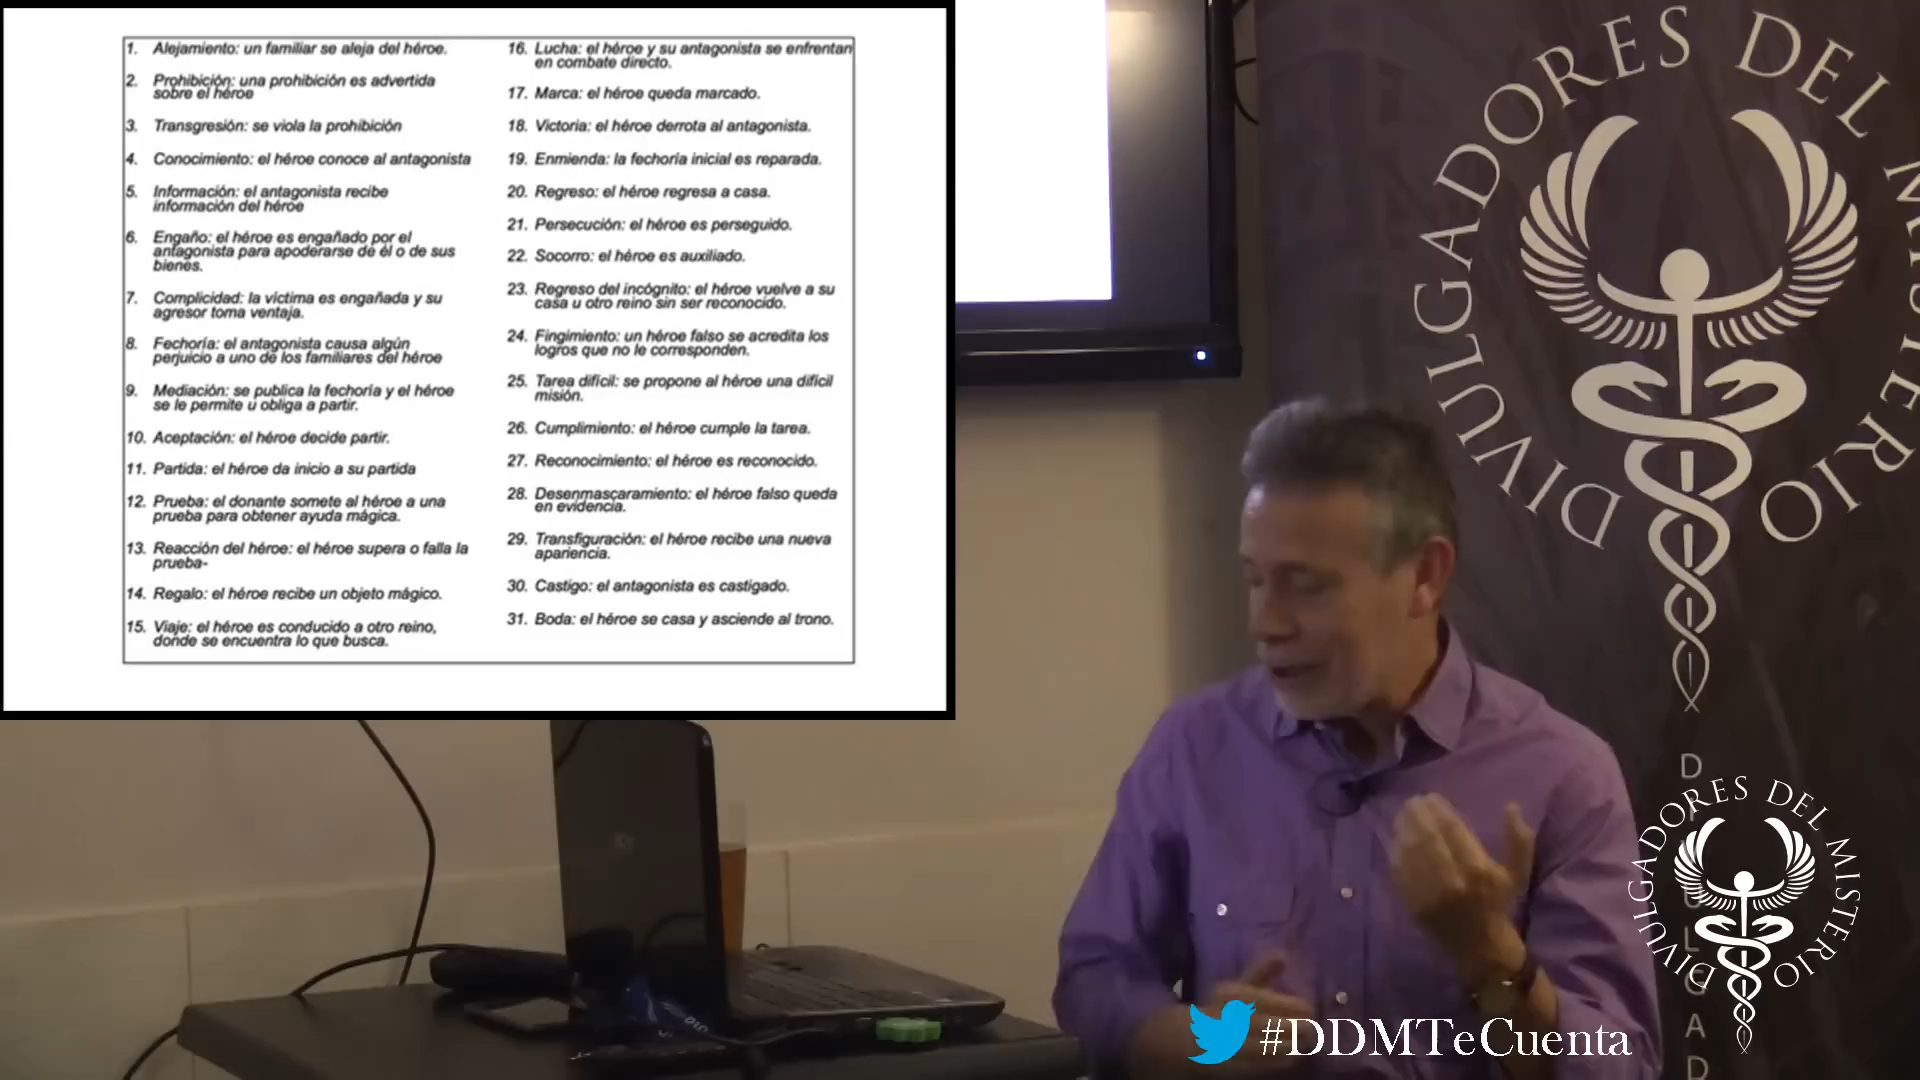 1. Alejamiento: un familiar se aleja del héroe.
2. Prohibición: una prohibición es advertida
sobre el héroe
3. Transgresión: se viola la prohibición
4. Conocimiento: el héroe conoce al antagonista
5. Información: el antagonista recibe
información del héroe
6. Engaño: el héroe es engañado por el
antagonista para apoderarse de él o de sus
bienes.
7. Complicidad: la víctima es engañada y su
agresor toma ventaja.
8. Fechoría: el antagonista causa algún
perjuicio a uno de los familiares del héroe
9. Mediación: se publica la fechoría y el héroe
se le permite u obliga a partir.
10. Aceptación: el héroe decide partir.
11. Partida: el héroe da inicio a su partida
12. Prueba: el donante somete al héroe a una
prueba para obtener ayuda mágica.
13. Reacción del héroe: el héroe supera o falla la
prueba-
14. Regalo: el héroe recibe un objeto mágico.
15. Viaje: el héroe es conducido a otro reino,
donde se encuentra lo que busca.
16. Lucha: el héroe y su antagonista se enfrentan
en combate directo.
17. Marca: el héroe queda marcado.
18. Victoria: el héroe derrota al antagonista.
19. Enmienda: la fechoría inicial es reparada.
20. Regreso: el héroe regresa a casa.
21. Persecución: el héroe es perseguido.
22. Socorro: el héroe es auxiliado.
23. Regreso del incógnito: el héroe vuelve a su
casa u otro reino sin ser reconocido.
24. Fingimiento: un héroe falso se acredita los
logros que no le corresponden.
25. Tarea difícil: se propone al héroe una difícil
misión.
26. Cumplimiento: el héroe cumple la tarea.
27. Reconocimiento: el héroe es reconocido.
28. Desenmascaramiento: el héroe falso queda
en evidencia.
29. Transfiguración: el héroe recibe una nueva
apariencia.
30. Castigo: el antagonista es castigado.
31. Boda: el héroe se casa y asciende al trono.
DIVULGADORES DEL MISTERIO
DIVULGADORES DEL MISTERIO
#DDMTeCuenta